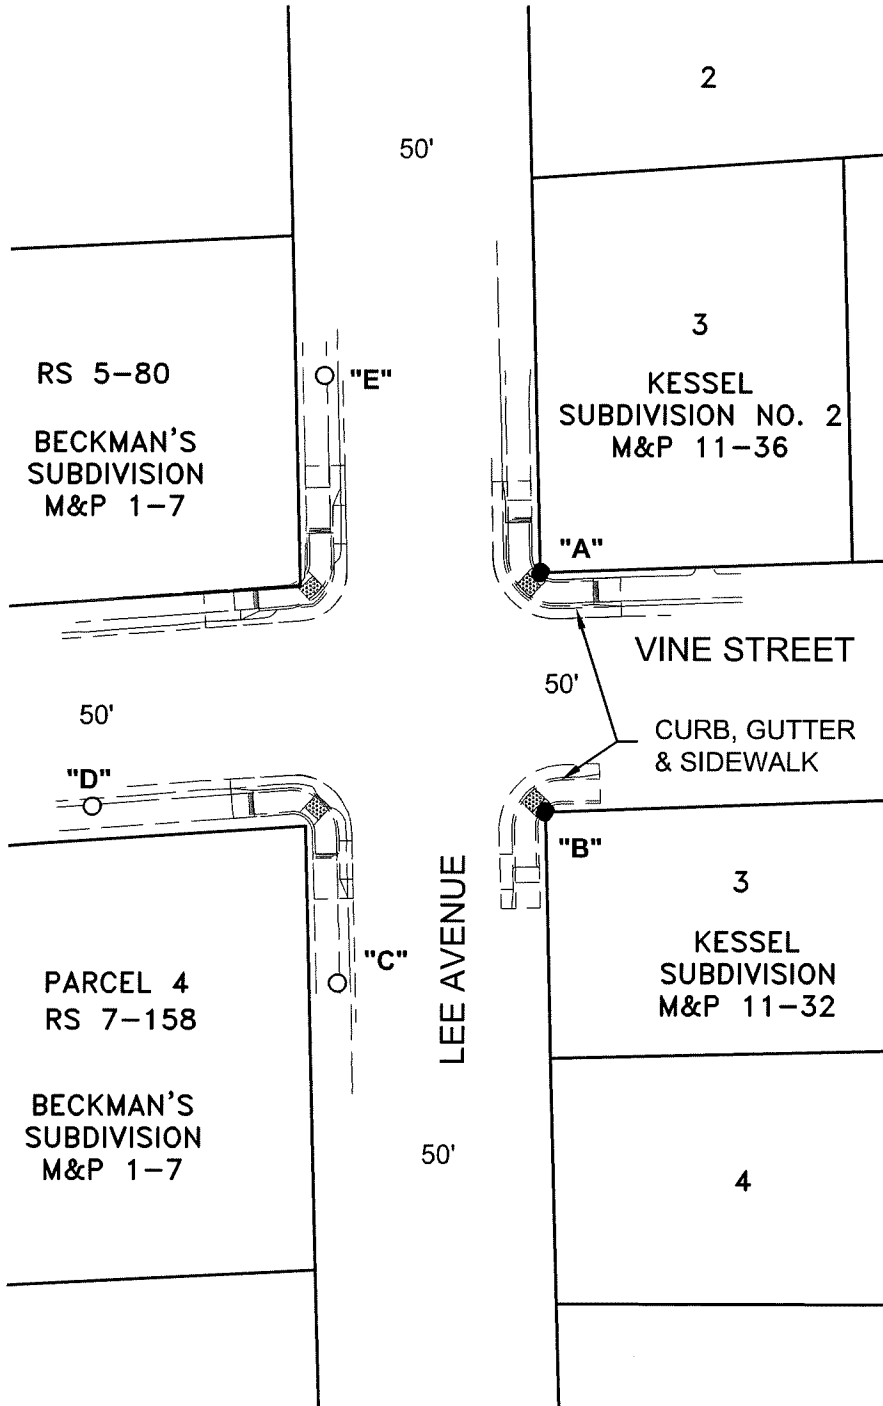 2
50'
3
KESSEL
SUBDIVISION NO. 2
M&P 11-36
RS 5-80
BECKMAN'S
SUBDIVISION
M&P 1-7
"E"
"A"
VINE STREET
50'
50'
CURB, GUTTER
& SIDEWALK
"D"
"B"
LEE AVENUE
3
KESSEL
SUBDIVISION
M&P 11-32
"C"
PARCEL 4
RS 7-158
BECKMAN'S
SUBDIVISION
M&P 1-7
50'
4